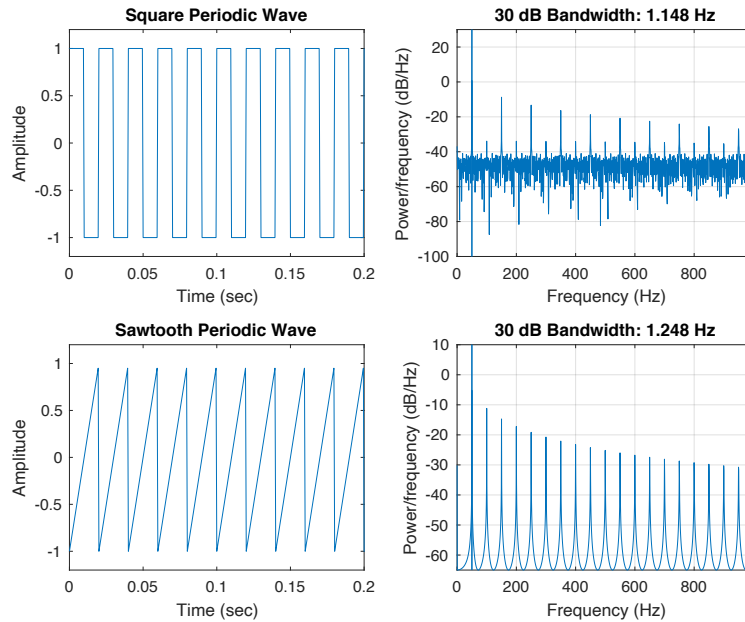 Square Periodic Wave
Amplitude
1
0.5
0
-0.5
-1
0 0.05 0.1 0.15 0.2
Time (sec)
30 dB Bandwidth: 1.148 Hz
Power/frequency (dB/Hz)
20
0
-20
-40
-60
-80
-100
0 200 400 600 800
Frequency (Hz)
Sawtooth Periodic Wave
Amplitude
1
0.5
0
-0.5
-1
0 0.05 0.1 0.15 0.2
Time (sec)
30 dB Bandwidth: 1.248 Hz
Power/frequency (dB/Hz)
10
0
-10
-20
-30
-40
-50
-60
0 200 400 600 800
Frequency (Hz)